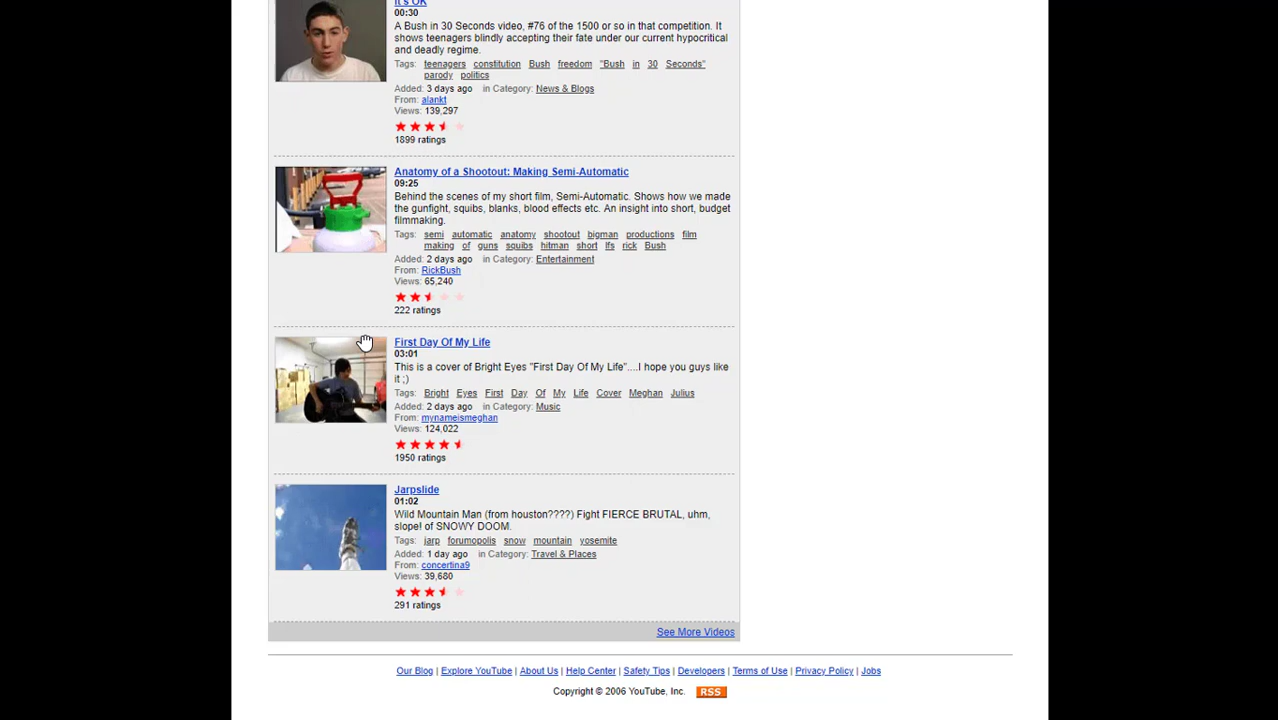 It's OK
00:30
A Bush in 30 Seconds video, #76 of the 1500 or so in that competition. It
shows teenagers blindly accepting their fate under our current hypocritical
and deadly regime.
Tags: teenagers constitution Bush freedom "Bush in 30 Seconds"
parody politics
Added: 3 days ago in Category: News & Blogs
From: alankt
Views: 139,297
1899 ratings
Anatomy of a Shootout: Making Semi-Automatic
09:25
Behind the scenes of my short film, Semi-Automatic. Shows how we made
the gunfight, squibs, blanks, blood effects etc. An insight into short, budget
filmmaking.
Tags: semi automatic anatomy shootout bigman productions film
making of guns squibs hitman short lfs rick Bush
Added: 2 days ago in Category: Entertainment
From: RickBush
Views: 65,240
222 ratings
First Day Of My Life
03:01
This is a cover of Bright Eyes "First Day Of My Life"....I hope you guys like
it ;)
Tags: Bright Eyes First Day Of My Life Cover Meghan Julius
Added: 2 days ago in Category: Music
From: mynameismeghan
Views: 124,022
1950 ratings
Jarpslide
01:02
Wild Mountain Man (from houston????) Fight FIERCE BRUTAL, uhm,
slope! of SNOWY DOOM.
Tags: jarp forumopolis snow mountain yosemite
Added: 1 day ago in Category: Travel & Places
From: concertina9
Views: 39,680
291 ratings
See More Videos
Our Blog | Explore YouTube | About Us | Help Center | Safety Tips | Developers | Terms of Use | Privacy Policy | Jobs
Copyright © 2006 YouTube, Inc. RSS